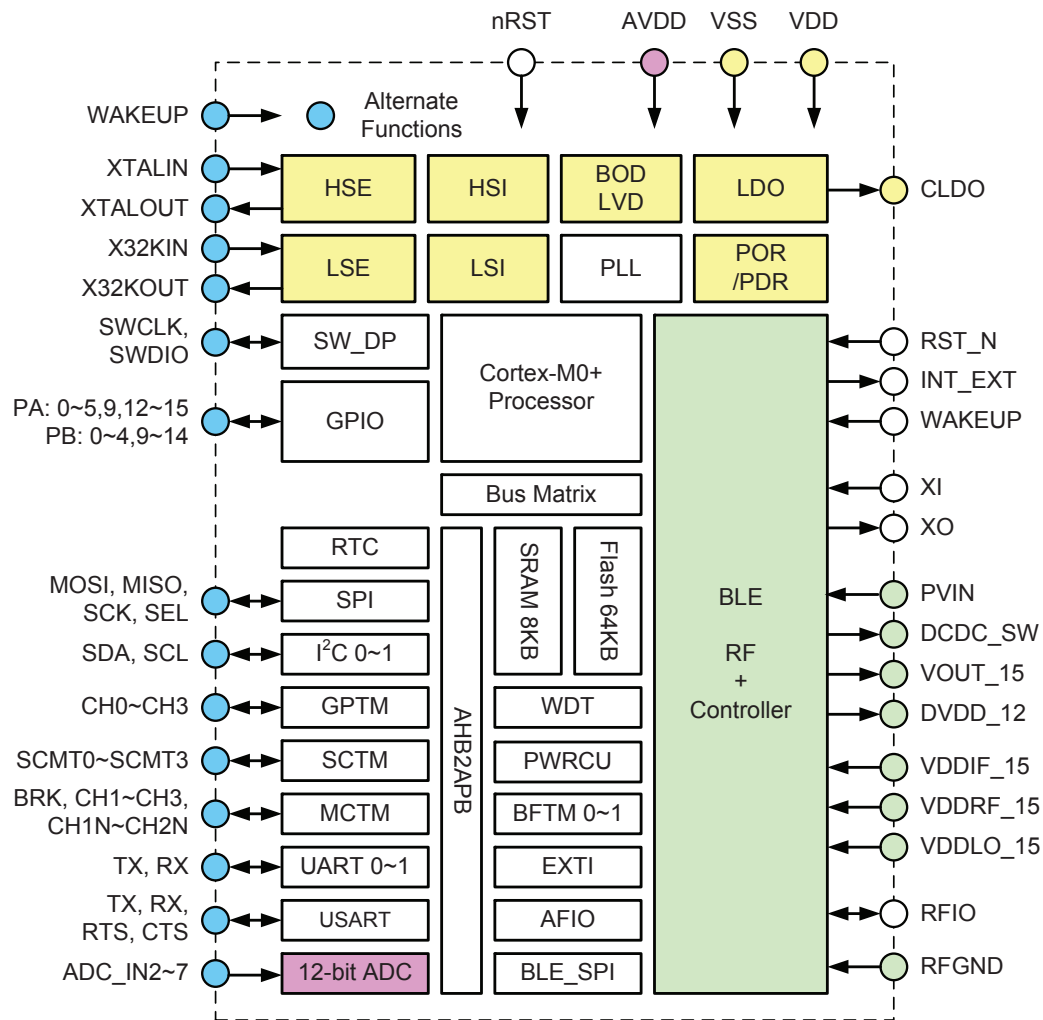 nRST
AVDD
VSS
VDD
WAKEUP
Alternate
Functions
XTALIN
XTALOUT
HSE
HSI
BOD
LVD
LDO
CLDO
X32KIN
X32KOUT
LSE
LSI
PLL
POR
/PDR
SWCLK,
SWDIO
SW_DP
Cortex-M0+
Processor
RST_N
INT_EXT
PA: 0~5,9,12~15
PB: 0~4,9~14
GPIO
WAKEUP
Bus Matrix
XI
XO
RTC
SRAM 8KB
Flash 64KB
MOSI, MISO,
SCK, SEL
SPI
BLE
RF
+
Controller
PVIN
DCDC_SW
SDA, SCL
I²C 0~1
VOUT_15
CH0~CH3
GPTM
WDT
DVDD_12
AHB2APB
SCMT0~SCMT3
SCTM
PWRCU
VDDIF_15
BRK, CH1~CH3,
CH1N~CH2N
MCTM
BFTM 0~1
VDDRF_15
TX, RX
UART 0~1
EXTI
VDDLO_15
TX, RX,
RTS, CTS
USART
AFIO
RFIO
ADC_IN2~7
12-bit ADC
BLE_SPI
RFGND